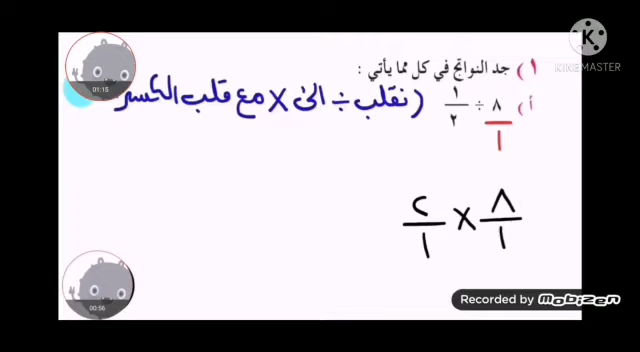 ١) جد النواتج في كل مما يأتي :
أ) ٨/١ ÷ ١/٢ (نقلب ÷ الى × مع قلب الكسر
٨/١ × ٢/١
K
KINEMASTER
01:15
00:56
Recorded by mobizen